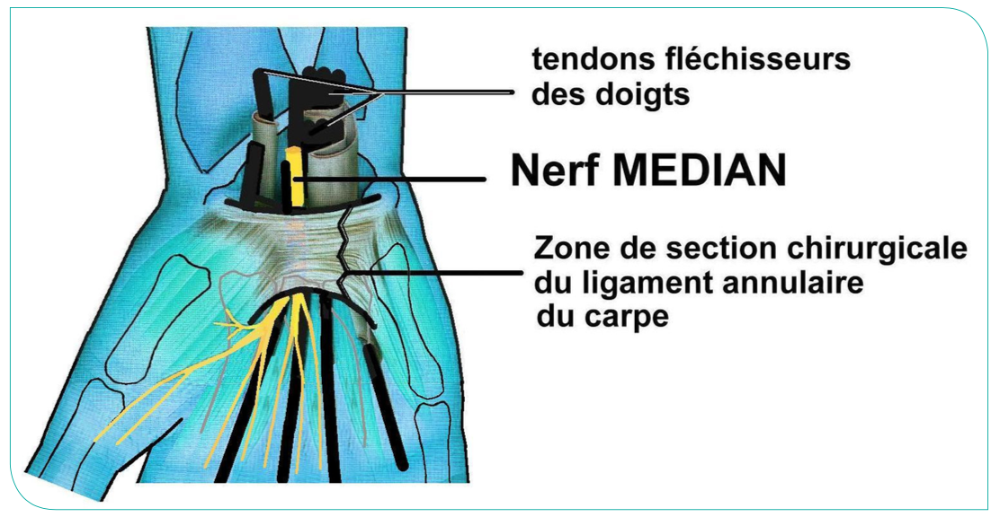 tendons fléchisseurs
des doigts
Nerf MEDIAN
Zone de section chirurgicale
du ligament annulaire
du carpe